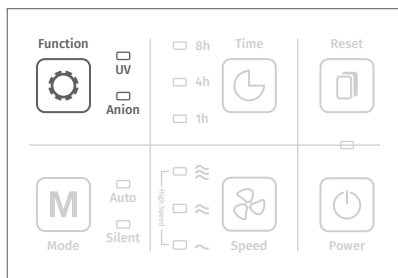 Function
UV
Anion
8h
4h
1h
Time
Reset
M
Mode
Auto
Silent
High Speed
Speed
Power